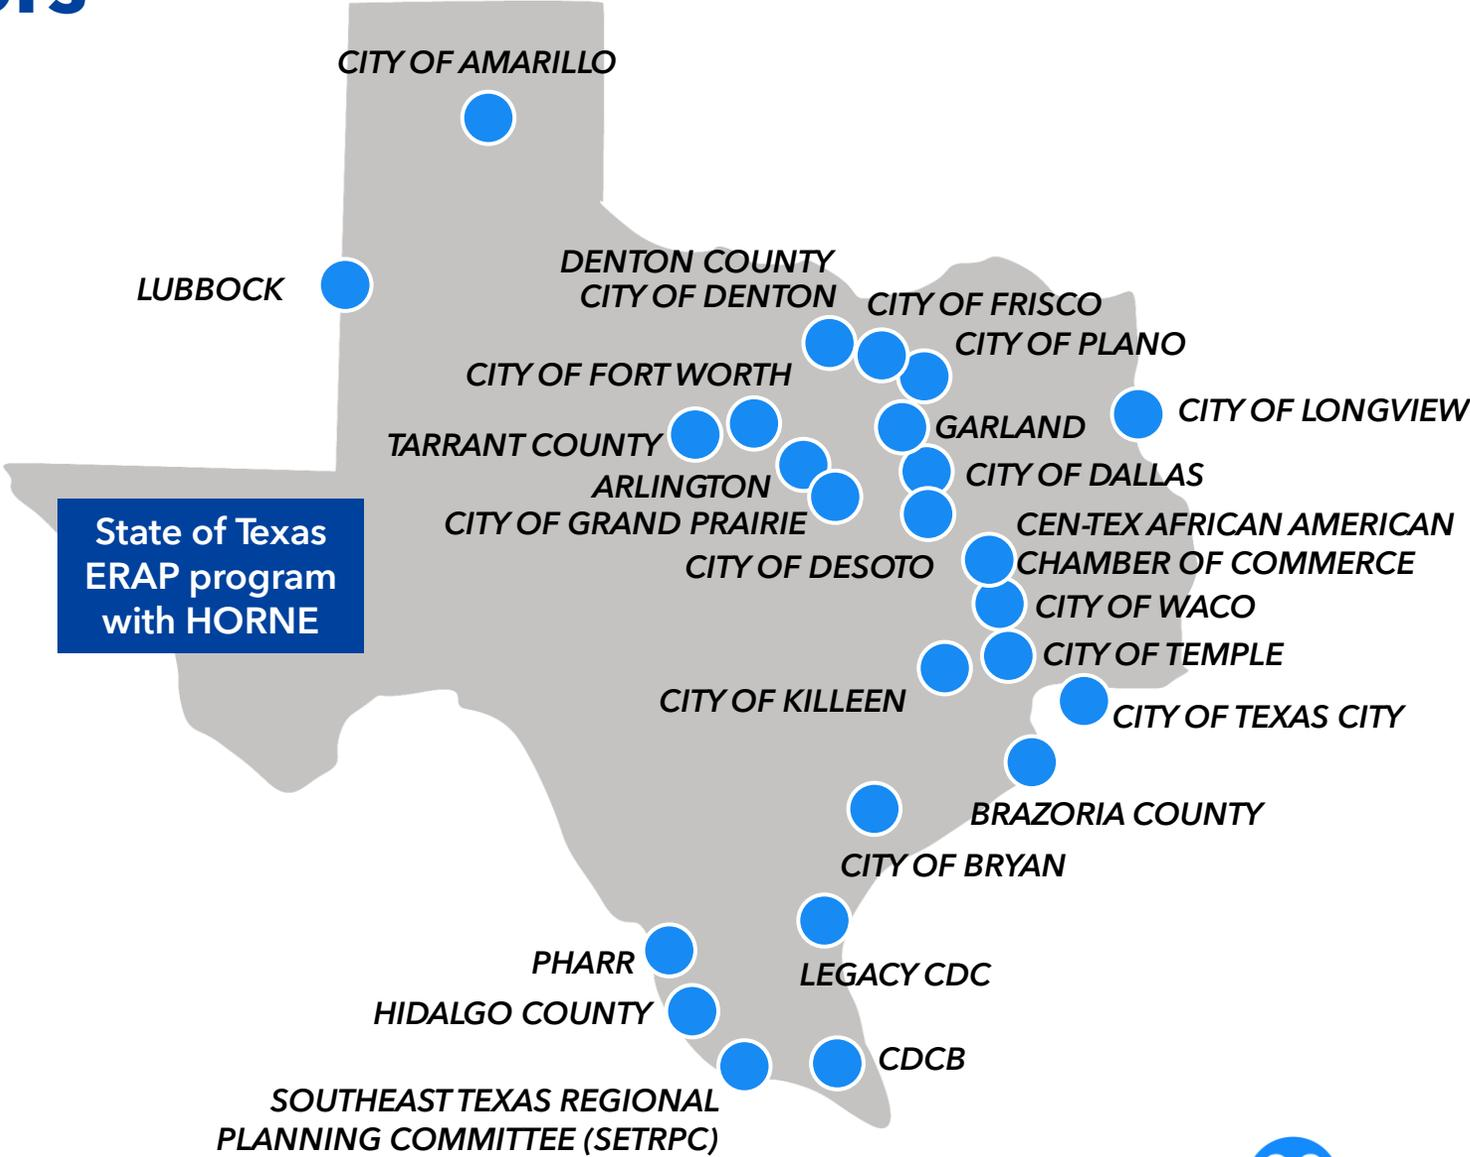 CITY OF AMARILLO
LUBBOCK
DENTON COUNTY
CITY OF DENTON
CITY OF FRISCO
CITY OF PLANO
CITY OF FORT WORTH
CITY OF LONGVIEW
GARLAND
TARRANT COUNTY
CITY OF DALLAS
ARLINGTON
CITY OF GRAND PRAIRIE
CEN-TEX AFRICAN AMERICAN
CHAMBER OF COMMERCE
State of Texas
ERAP program
with HORNE
CITY OF DESOTO
CITY OF WACO
CITY OF TEMPLE
CITY OF KILLEEN
CITY OF TEXAS CITY
BRAZORIA COUNTY
CITY OF BRYAN
PHARR
LEGACY CDC
HIDALGO COUNTY
CDCB
SOUTHEAST TEXAS REGIONAL
PLANNING COMMITTEE (SETRPC)